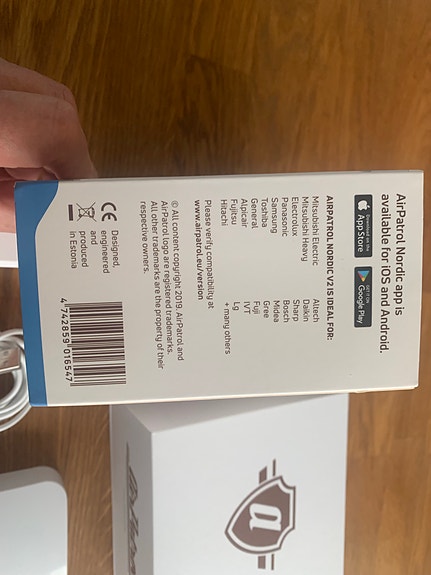 AirPatrol Nordic app is
available for iOS and Android.
Download on the
App Store
GET IT ON
Google Play
AIRPATROL NORDIC V2 IS IDEAL FOR:
Mitsubishi Electric
Mitsubishi Heavy
Electrolux
Panasonic
Samsung
Toshiba
General
Alpicair
Fujitsu
Hitachi
Altech
Daikin
Sharp
Bosch
Midea
Gree
Fuji
IVT
Lg
+ many others
Please verify compatibility at
www.airpatrol.eu/version
© All content copyright 2019. AirPatrol and
AirPatrol logo are registered trademarks.
All other trademarks are the property of their
respective owners.
CE
Designed,
engineered
and
produced
in Estonia
4 742859 016547